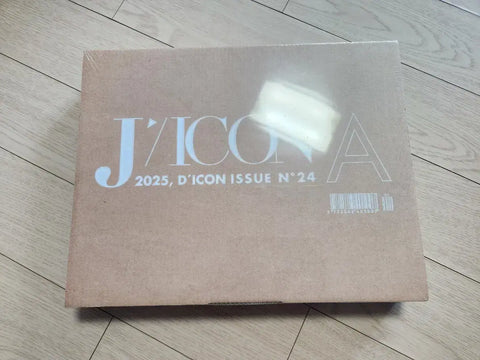 J'/ICON A
2025, D'ICON ISSUE N°24